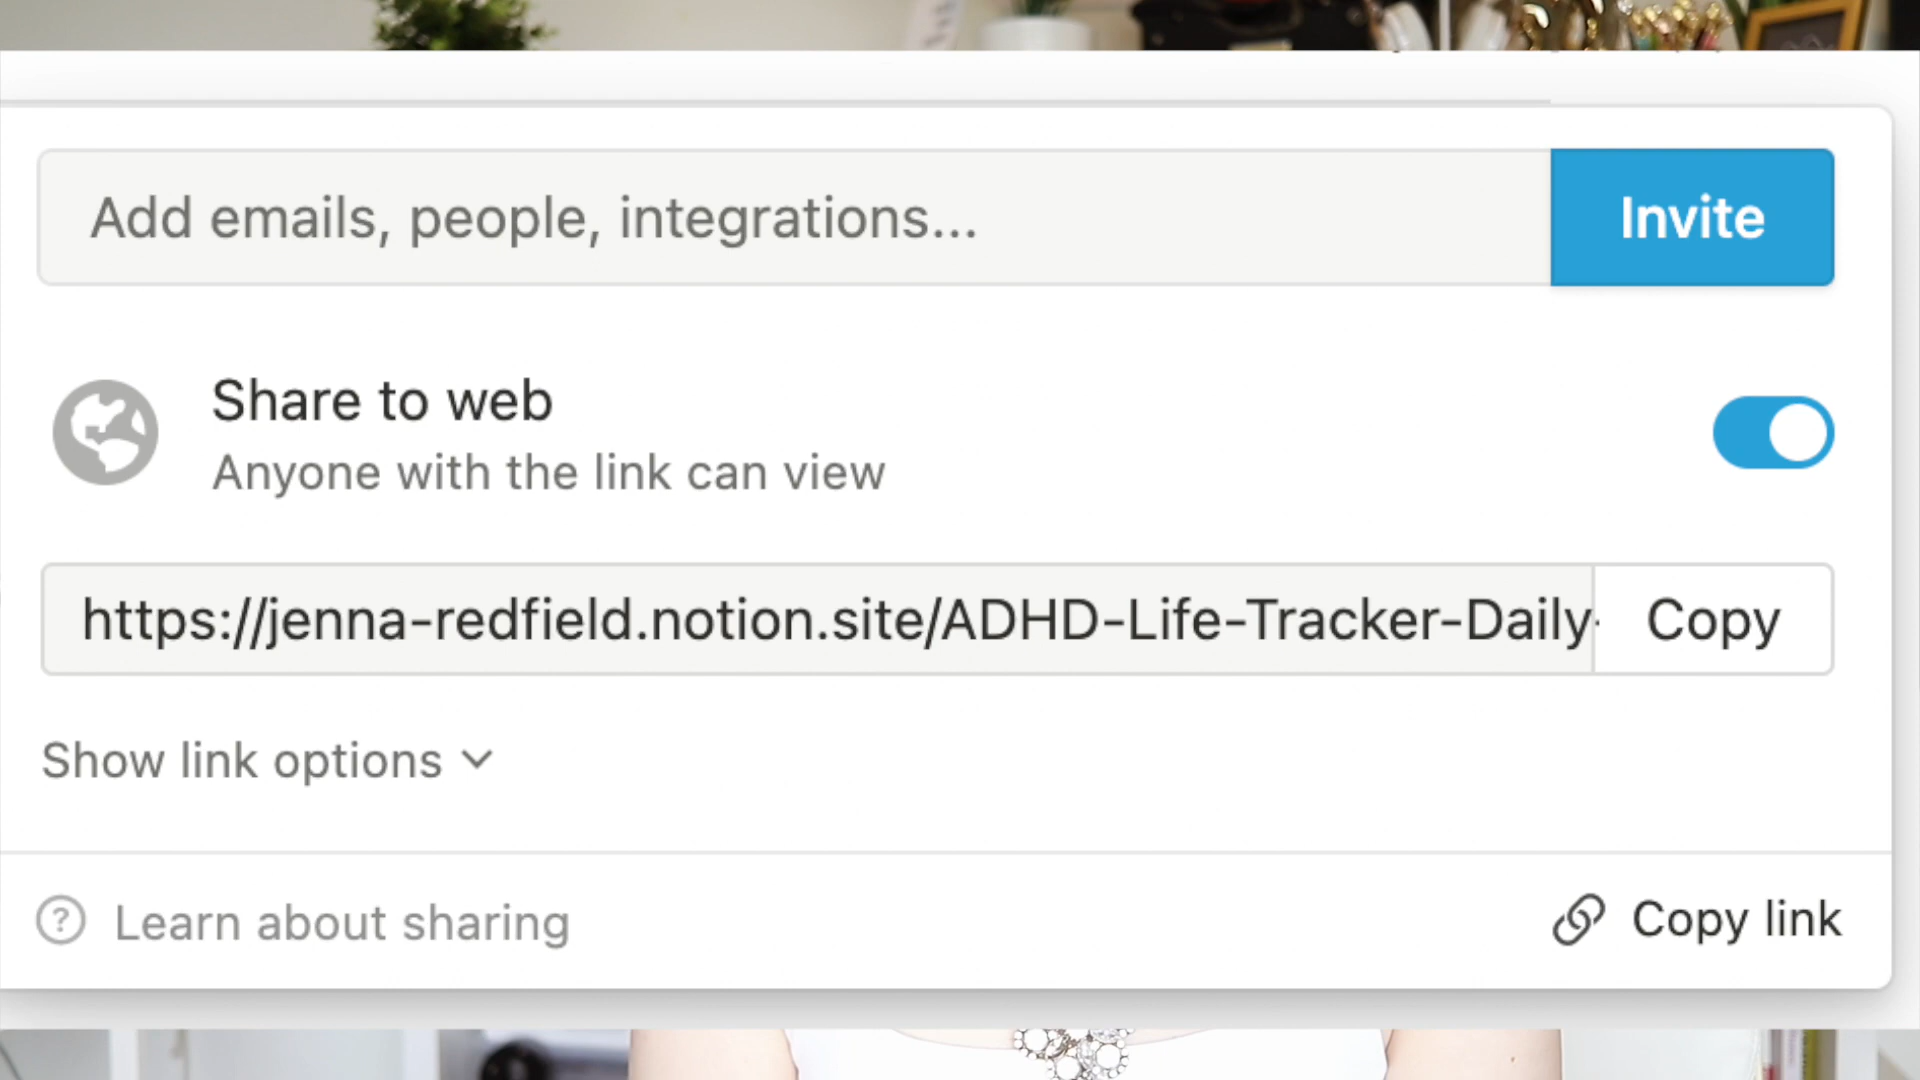 Add emails, people, integrations...
Invite
Share to web
Anyone with the link can view
https://jenna-redfield.notion.site/ADHD-Life-Tracker-Daily-
Copy
Show link options
? Learn about sharing
Copy link